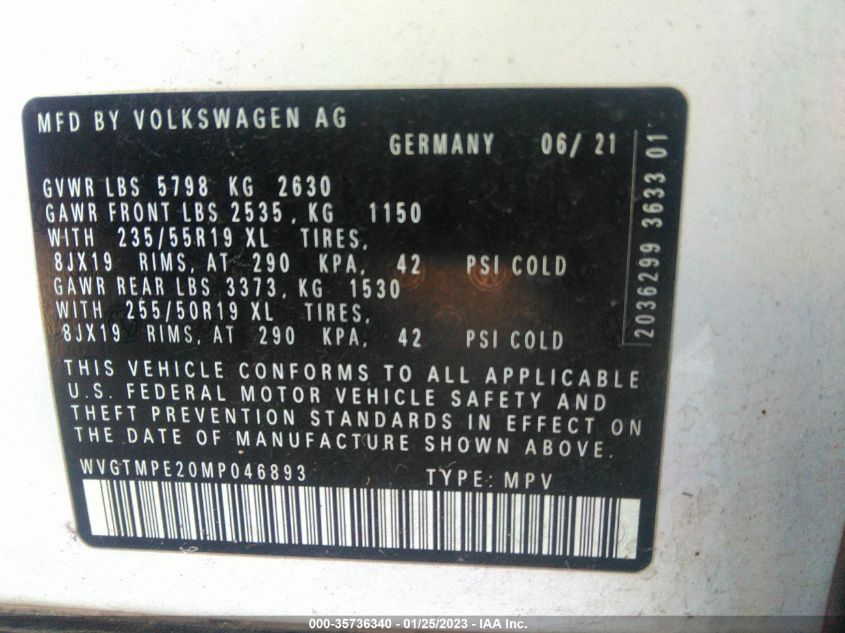 MFD BY VOLKSWAGEN AG
GERMANY 06/ 21
GVWR LBS 5798 KG 2630
GAWR FRONT LBS 2535, KG 1150
WITH 235/55R19 XL TIRES,
8JX19 RIMS, AT 290 KPA, 42 PSI COLD
GAWR REAR LBS 3373, KG 1530
WITH 255/50R19 XL TIRES,
8JX19 RIMS, AT 290 KPA, 42 PSI COLD
THIS VEHICLE CONFORMS TO ALL APPLICABLE
U.S. FEDERAL MOTOR VEHICLE SAFETY AND
THEFT PREVENTION STANDARDS IN EFFECT ON
THE DATE OF MANUFACTURE SHOWN ABOVE.
WVGTMPE20MP046893 TYPE: MPV
2036299 3633 01
000-35736340 - 01/25/2023 - IAA Inc.